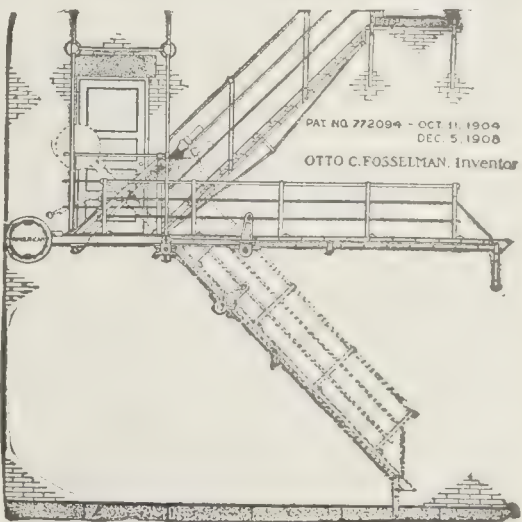 PAT. NO. 772094 - OCT. 11, 1904
DEC. 5, 1908
OTTO C. FOSSELMAN, Inventor